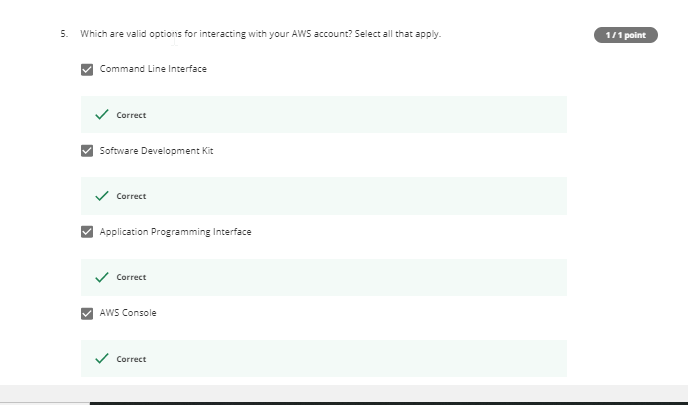 5. Which are valid options for interacting with your AWS account? Select all that apply.
1 / 1 point
Command Line Interface
Correct
Software Development Kit
Correct
Application Programming Interface
Correct
AWS Console
Correct